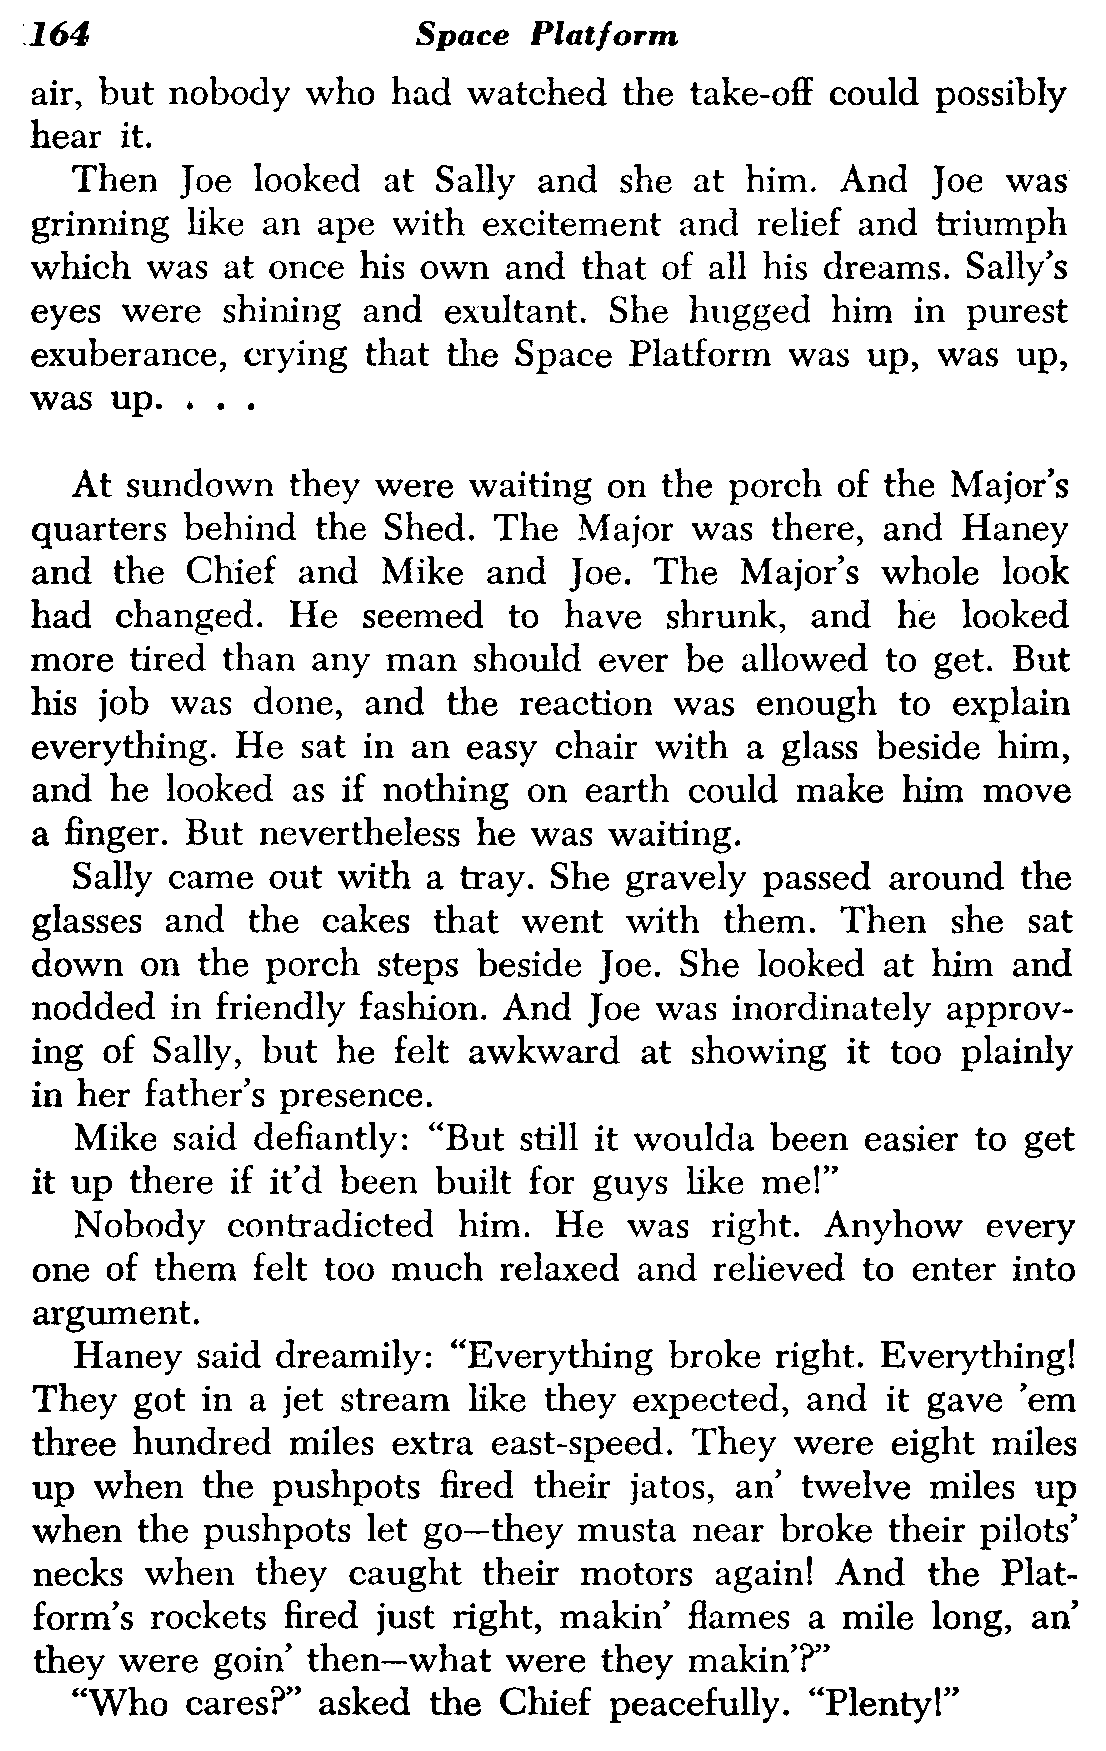 164 Space Platform
air, but nobody who had watched the take-off could possibly
hear it.
Then Joe looked at Sally and she at him. And Joe was
grinning like an ape with excitement and relief and triumph
which was at once his own and that of all his dreams. Sally's
eyes were shining and exultant. She hugged him in purest
exuberance, crying that the Space Platform was up, was up,
was up. . . .
At sundown they were waiting on the porch of the Major's
quarters behind the Shed. The Major was there, and Haney
and the Chief and Mike and Joe. The Major's whole look
had changed. He seemed to have shrunk, and he looked
more tired than any man should ever be allowed to get. But
his job was done, and the reaction was enough to explain
everything. He sat in an easy chair with a glass beside him,
and he looked as if nothing on earth could make him move
a finger. But nevertheless he was waiting.
Sally came out with a tray. She gravely passed around the
glasses and the cakes that went with them. Then she sat
down on the porch steps beside Joe. She looked at him and
nodded in friendly fashion. And Joe was inordinately approv-
ing of Sally, but he felt awkward at showing it too plainly
in her father's presence.
Mike said defiantly: “But still it woulda been easier to get
it up there if it'd been built for guys like me!”
Nobody contradicted him. He was right. Anyhow every
one of them felt too much relaxed and relieved to enter into
argument.
Haney said dreamily: “Everything broke right. Everything!
They got in a jet stream like they expected, and it gave 'em
three hundred miles extra east-speed. They were eight miles
up when the pushpots fired their jatos, an' twelve miles up
when the pushpots let go—they musta near broke their pilots'
necks when they caught their motors again! And the Plat-
form's rockets fired just right, makin' flames a mile long, an'
they were goin' then—what were they makin'?”
“Who cares?” asked the Chief peacefully. “Plenty!”